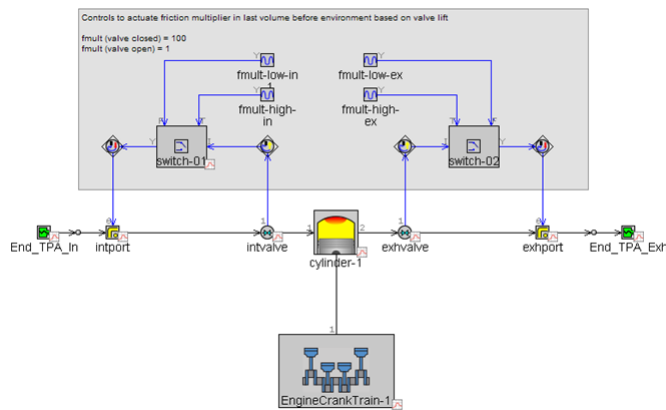 Controls to actuate friction multiplier in last volume before environment based on valve lift
fmult (valve closed) = 100
fmult (valve open) = 1
fmult-low-in
1
fmult-low-ex
fmult-high-
in
fmult-high-
ex
switch-01
switch-02
End_TPA_In
intport
intvalve
cylinder-1
exhvalve
exhport
End_TPA_Exh
1
EngineCrankTrain-1